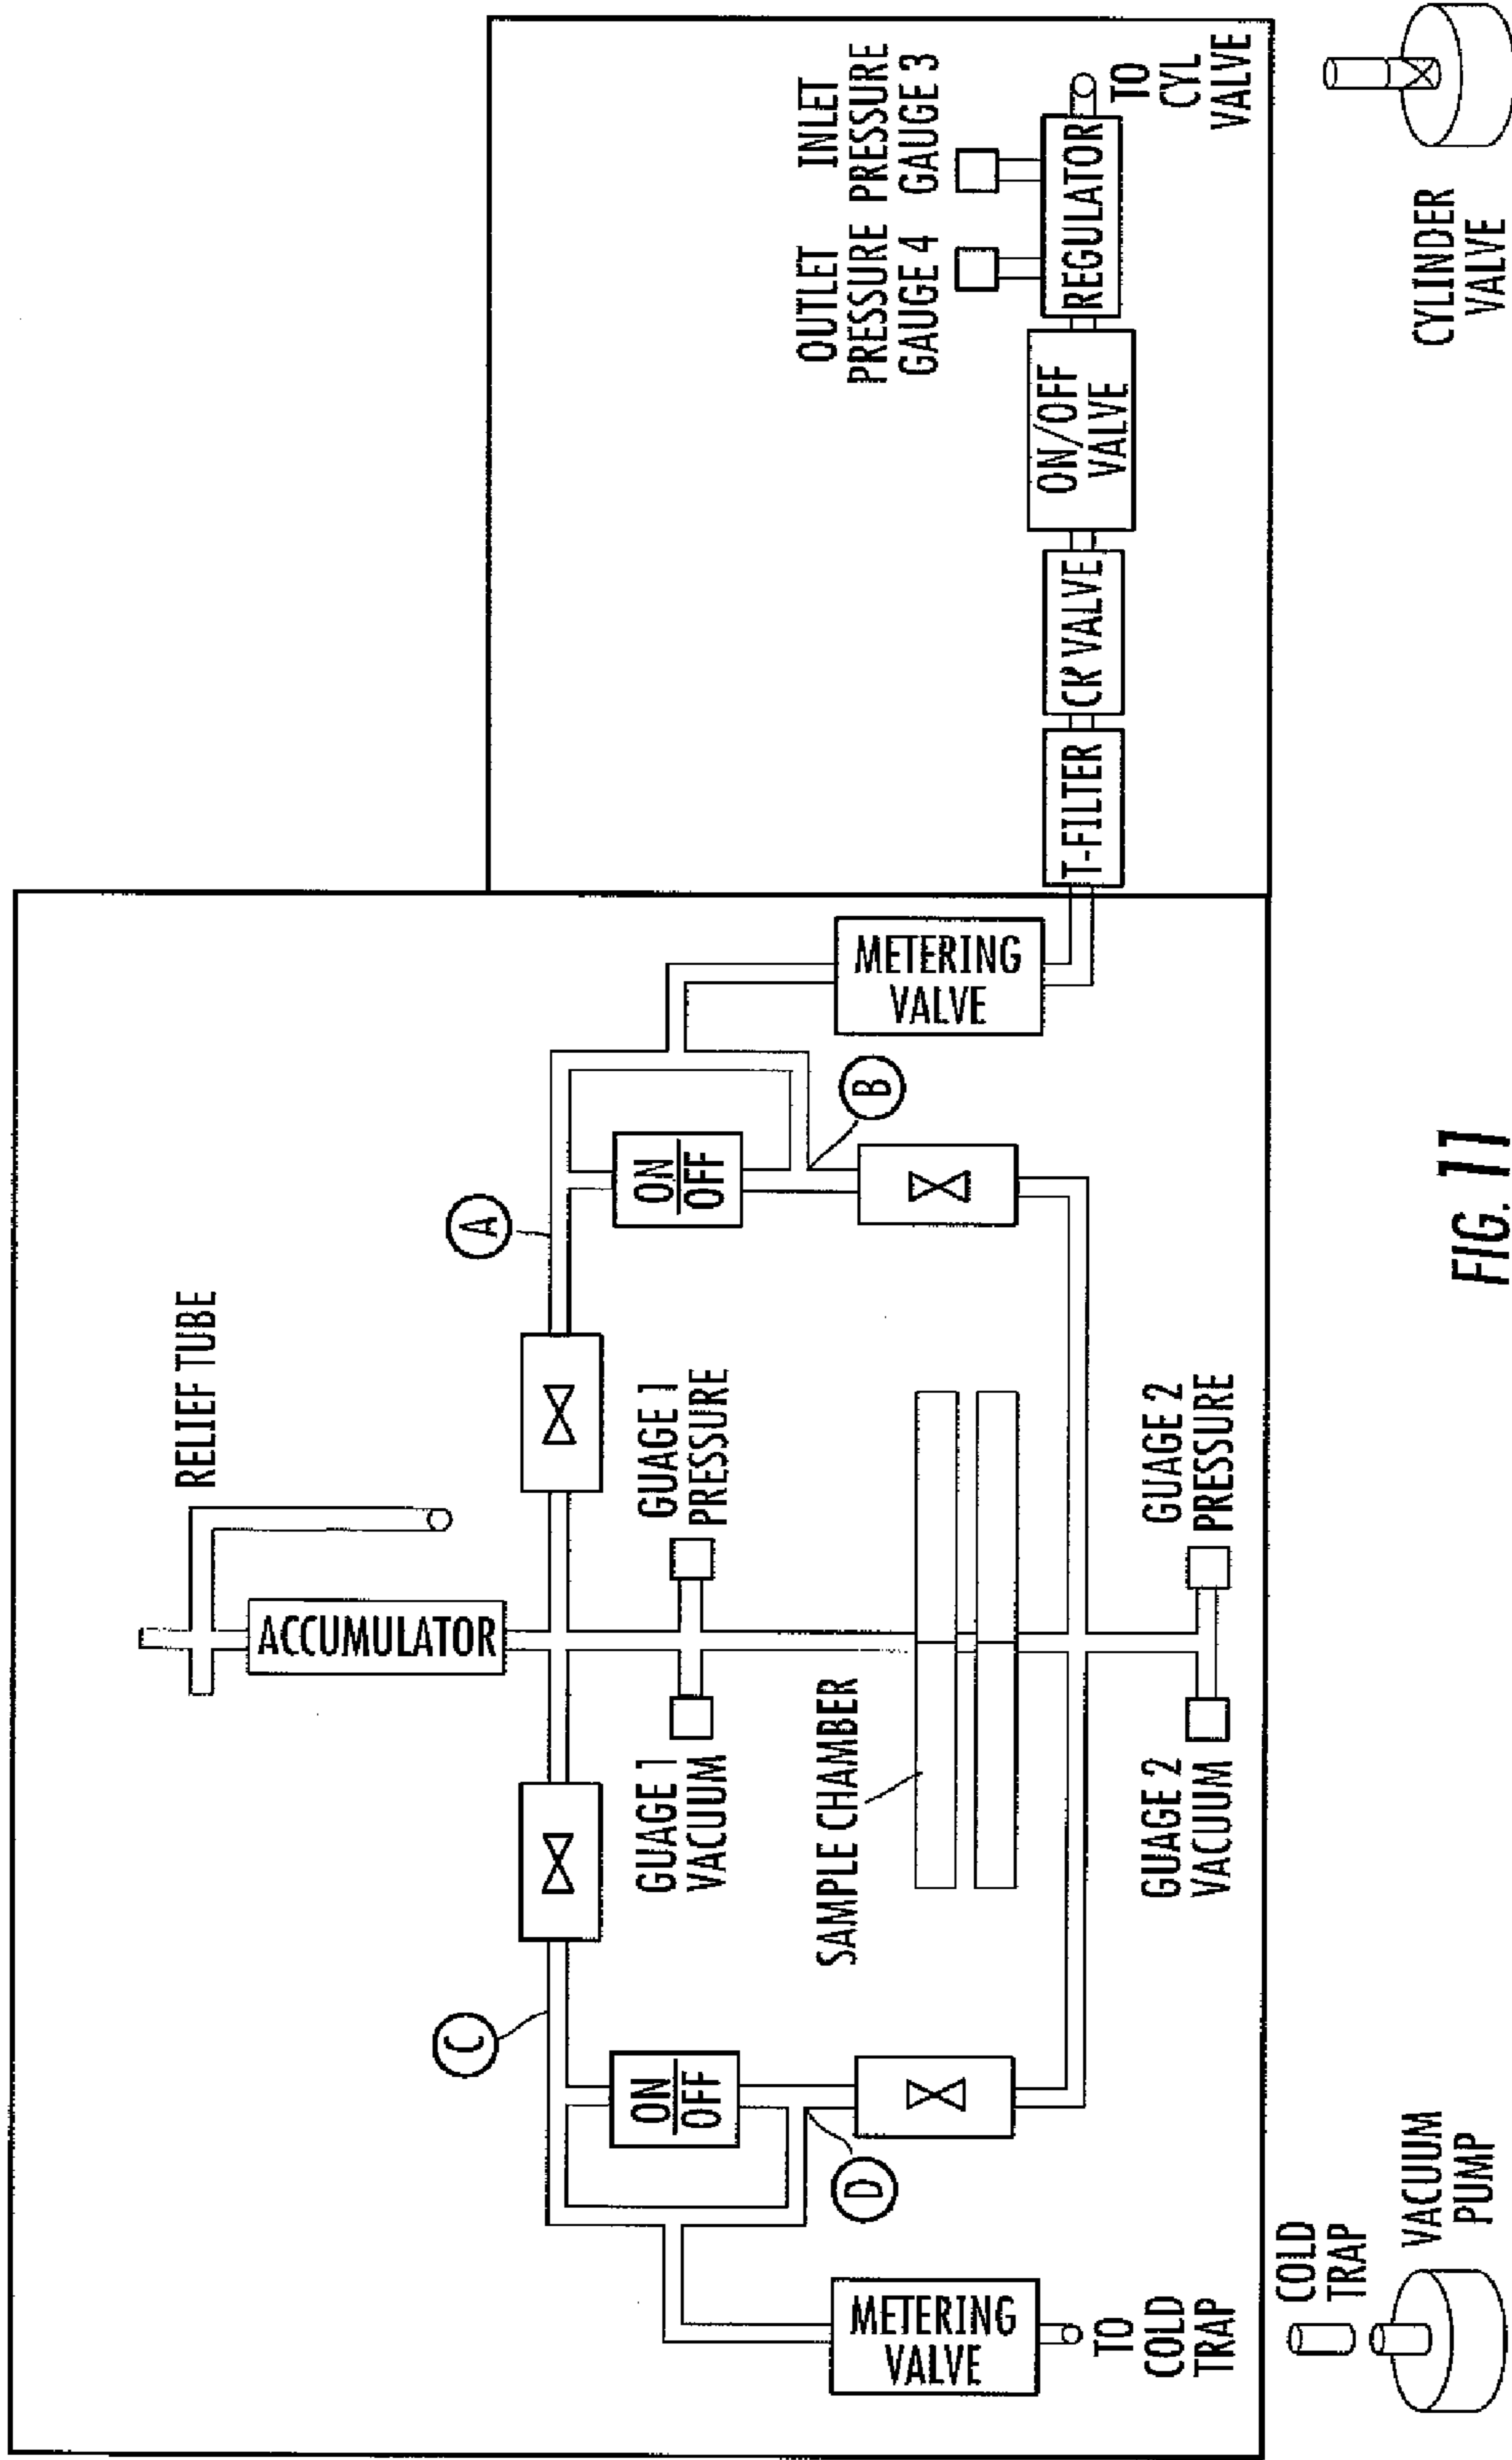 RELIEF TUBE
ACCUMULATOR
A
C
ON
OFF
ON
OFF
B
D
GUAGE 1
VACUUM
GUAGE 1
PRESSURE
SAMPLE CHAMBER
GUAGE 2
VACUUM
GUAGE 2
PRESSURE
METERING
VALVE
TO
COLD
TRAP
COLD
TRAP
VACUUM
PUMP
METERING
VALVE
T-FILTER
CK VALVE
ON/OFF
VALVE
REGULATOR
OUTLET
PRESSURE
GAUGE 4
INLET
PRESSURE
GAUGE 3
TO
CYL
VALVE
CYLINDER
VALVE
FIG. 11